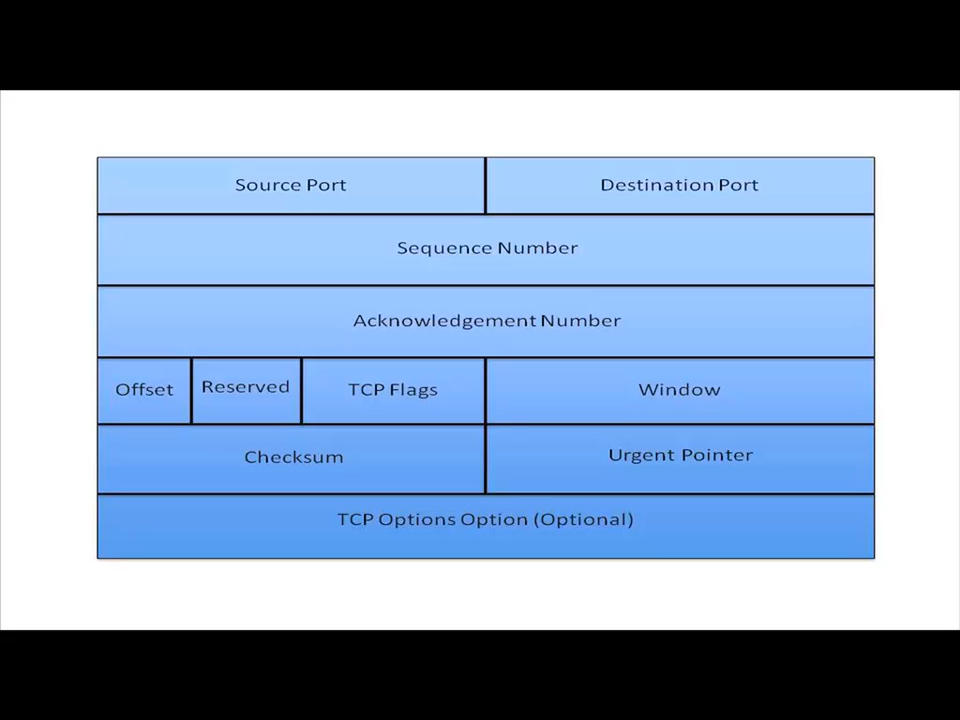 Source Port
Destination Port
Sequence Number
Acknowledgement Number
Offset
Reserved
TCP Flags
Window
Checksum
Urgent Pointer
TCP Options Option (Optional)